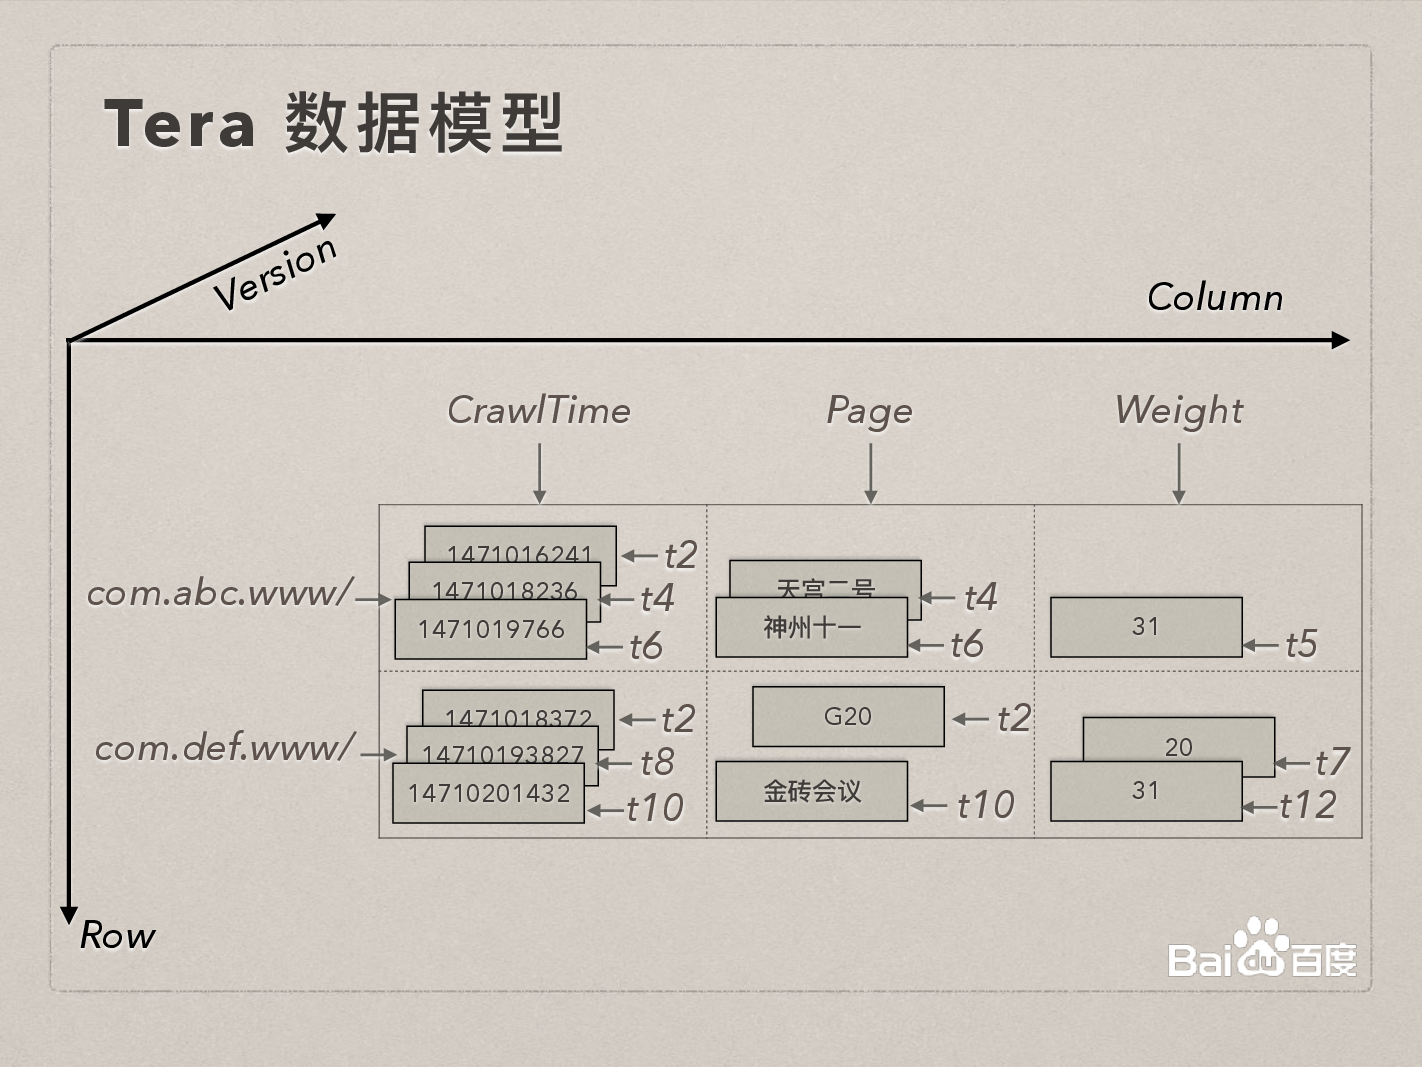 Tera 数据模型
Version
Column
CrawlTime Page Weight
com.abc.www/
1471016241 t2
1471018236 t4
1471019766 t6
天宫二号 t4
神州十一 t6
31 t5
com.def.www/
1471018372 t2
14710193827 t8
14710201432 t10
G20 t2
金砖会议 t10
20 t7
31 t12
Row
Bai du 百度